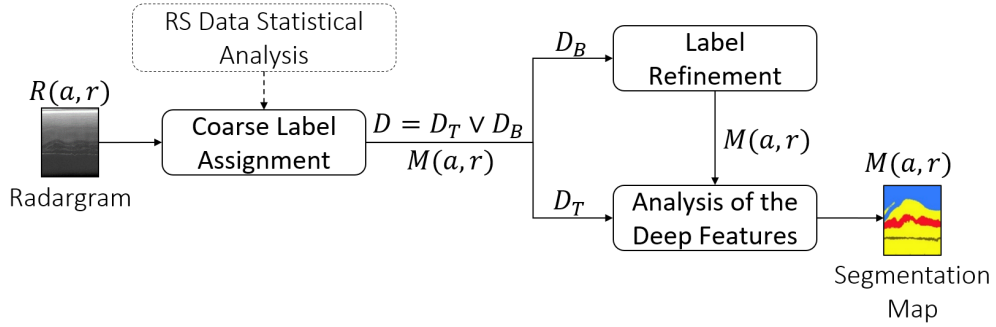 RS Data Statistical
Analysis
R(a,r)
Radargram
Coarse Label
Assignment
D = D_T ∨ D_B
M(a,r)
D_B
Label
Refinement
M(a,r)
D_T
Analysis of the
Deep Features
M(a,r)
Segmentation
Map